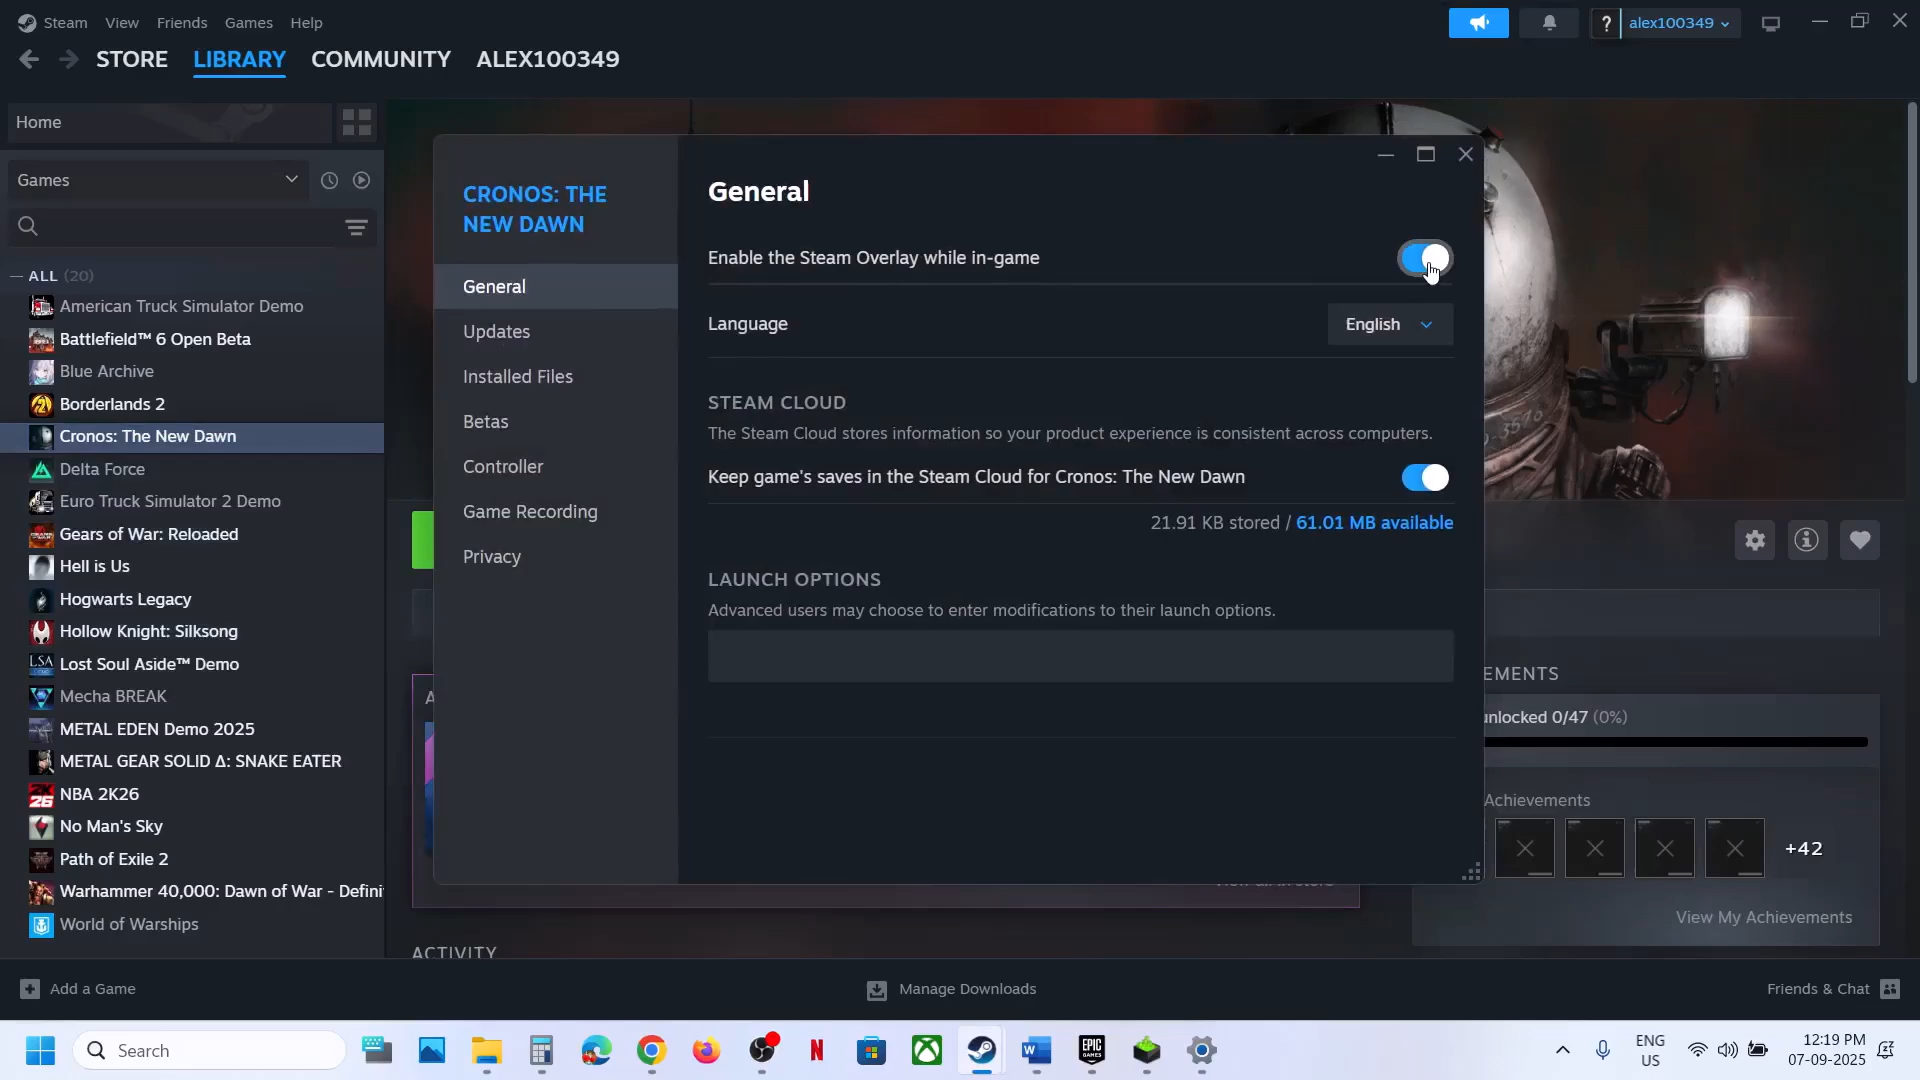 Steam View Friends Games Help
alex100349
STORE LIBRARY COMMUNITY ALEX100349
Home
Games
ALL (20)
American Truck Simulator Demo
Battlefield™ 6 Open Beta
Blue Archive
Borderlands 2
Cronos: The New Dawn
Delta Force
Euro Truck Simulator 2 Demo
Gears of War: Reloaded
Hell is Us
Hogwarts Legacy
Hollow Knight: Silksong
Lost Soul Aside™ Demo
Mecha BREAK
METAL EDEN Demo 2025
METAL GEAR SOLID Δ: SNAKE EATER
NBA 2K26
No Man's Sky
Path of Exile 2
Warhammer 40,000: Dawn of War - Defini
World of Warships
CRONOS: THE
NEW DAWN
General
Updates
Installed Files
Betas
Controller
Game Recording
Privacy
General
Enable the Steam Overlay while in-game
Language English
STEAM CLOUD
The Steam Cloud stores information so your product experience is consistent across computers.
Keep game's saves in the Steam Cloud for Cronos: The New Dawn
21.91 KB stored / 61.01 MB available
LAUNCH OPTIONS
Advanced users may choose to enter modifications to their launch options.
EMENTS
unlocked 0/47 (0%)
Achievements
+42
View My Achievements
ACTIVITY
Add a Game
Manage Downloads
Friends & Chat
Search
EPIC
GAMES
ENG
US
12:19 PM
07-09-2025